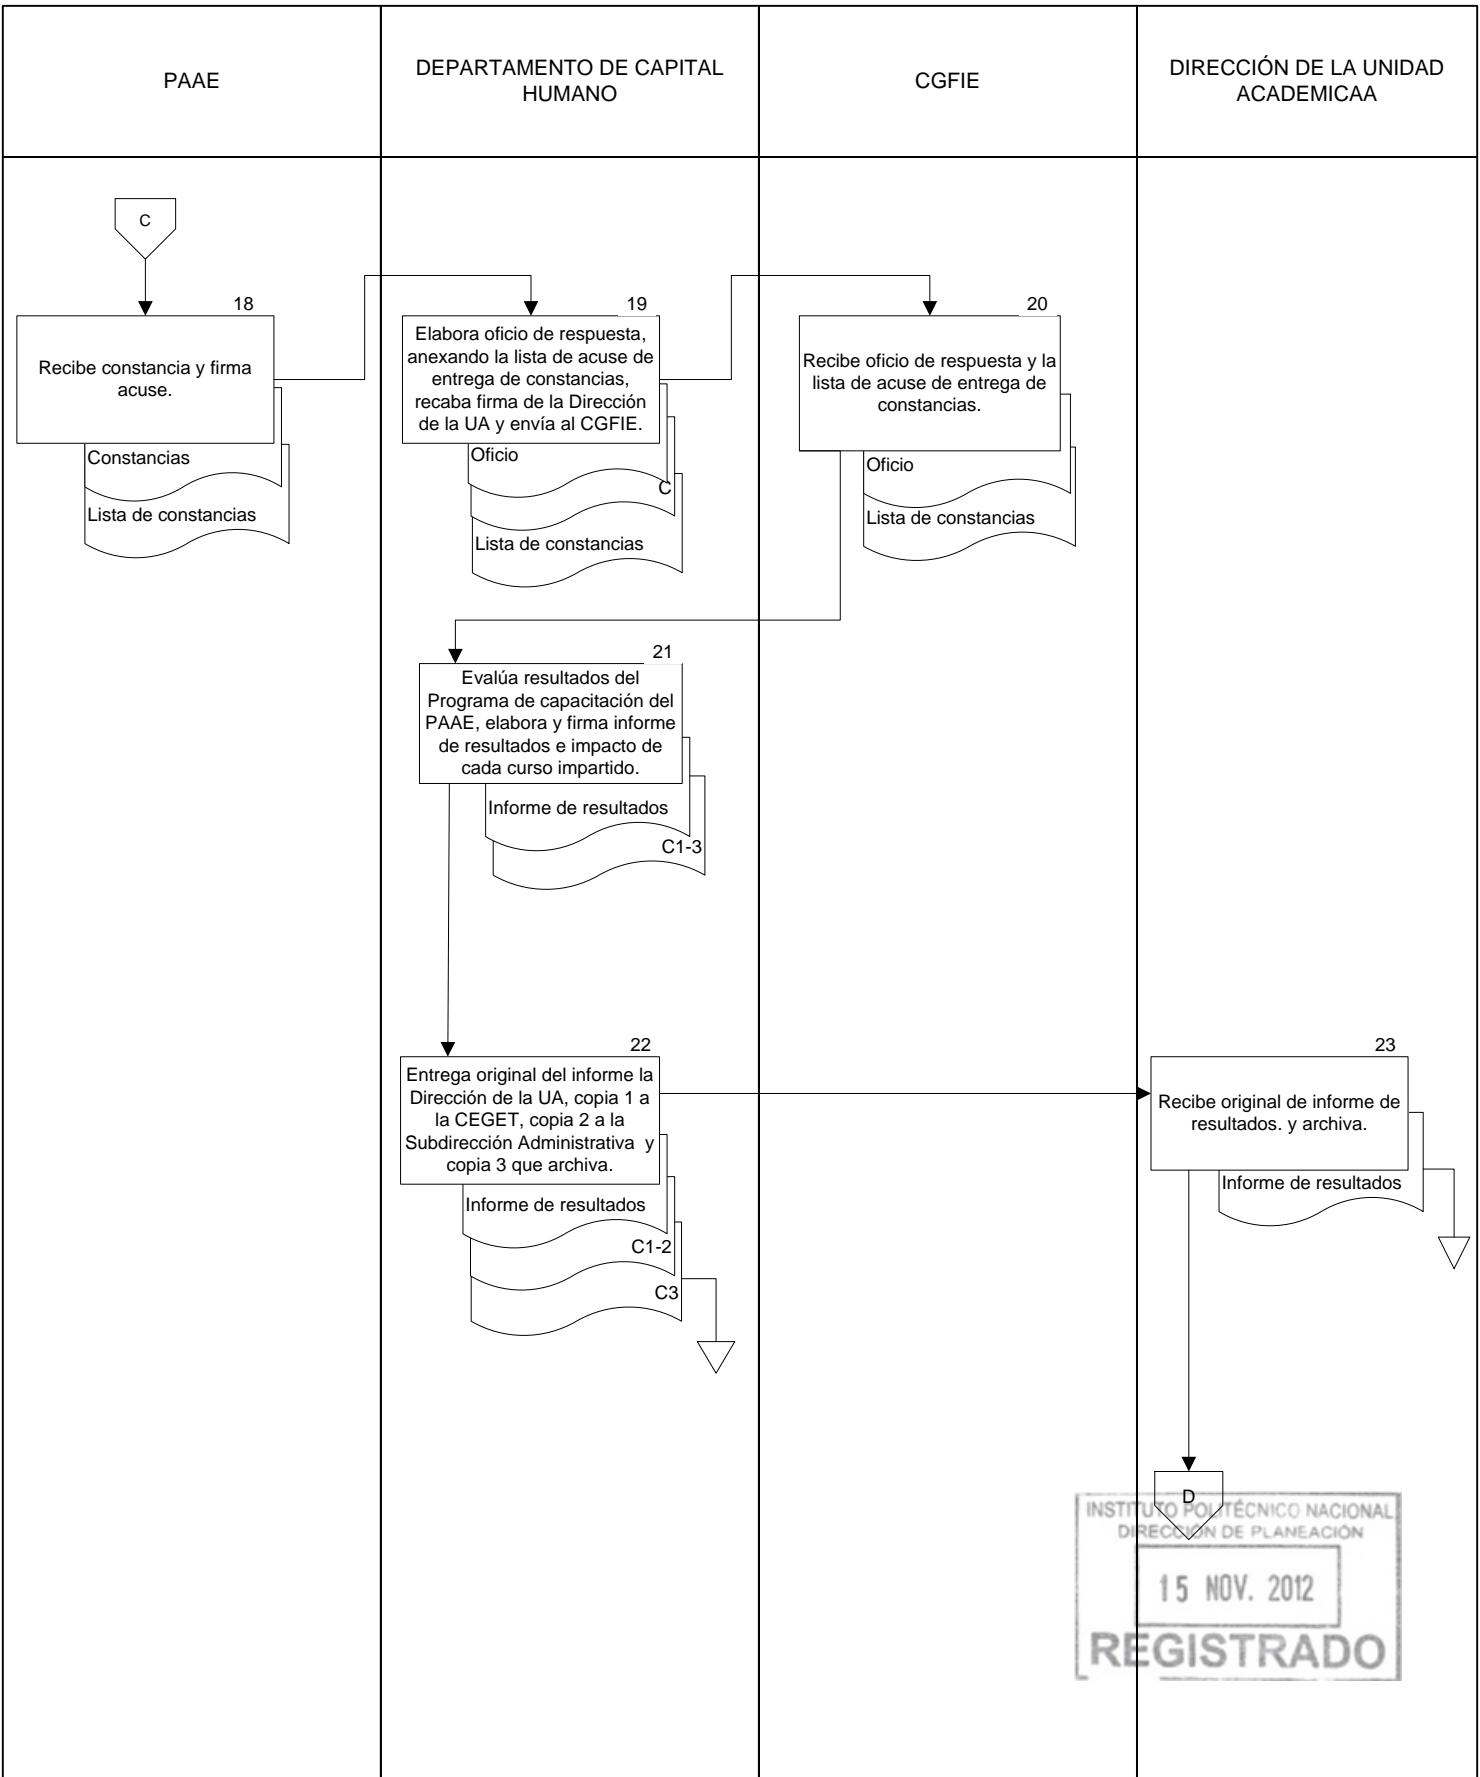 PAAE
DEPARTAMENTO DE CAPITAL
HUMANO
CGFIE
DIRECCIÓN DE LA UNIDAD
ACADEMICAA
C
18
Recibe constancia y firma
acuse.
Constancias
Lista de constancias
19
Elabora oficio de respuesta,
anexando la lista de acuse de
entrega de constancias,
recaba firma de la Dirección
de la UA y envía al CGFIE.
Oficio
C
Lista de constancias
20
Recibe oficio de respuesta y la
lista de acuse de entrega de
constancias.
Oficio
Lista de constancias
21
Evalúa resultados del
Programa de capacitación del
PAAE, elabora y firma informe
de resultados e impacto de
cada curso impartido.
Informe de resultados
C1-3
22
Entrega original del informe la
Dirección de la UA, copia 1 a
la CEGET, copia 2 a la
Subdirección Administrativa y
copia 3 que archiva.
Informe de resultados
C1-2
C3
23
Recibe original de informe de
resultados. y archiva.
Informe de resultados
D
INSTITUTO POLITÉCNICO NACIONAL
DIRECCIÓN DE PLANEACIÓN
15 NOV. 2012
REGISTRADO